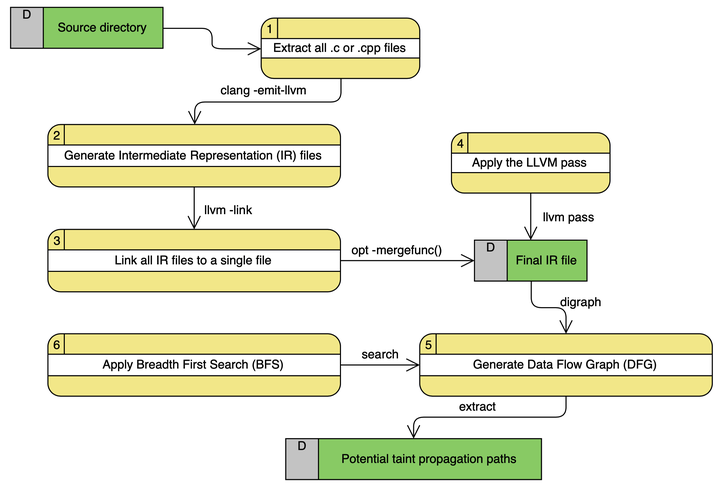 D
Source directory
1
Extract all .c or .cpp files
clang -emit-llvm
2
Generate Intermediate Representation (IR) files
llvm -link
3
Link all IR files to a single file
opt -mergefunc()
4
Apply the LLVM pass
llvm pass
D
Final IR file
digraph
6
Apply Breadth First Search (BFS)
search
5
Generate Data Flow Graph (DFG)
extract
D
Potential taint propagation paths